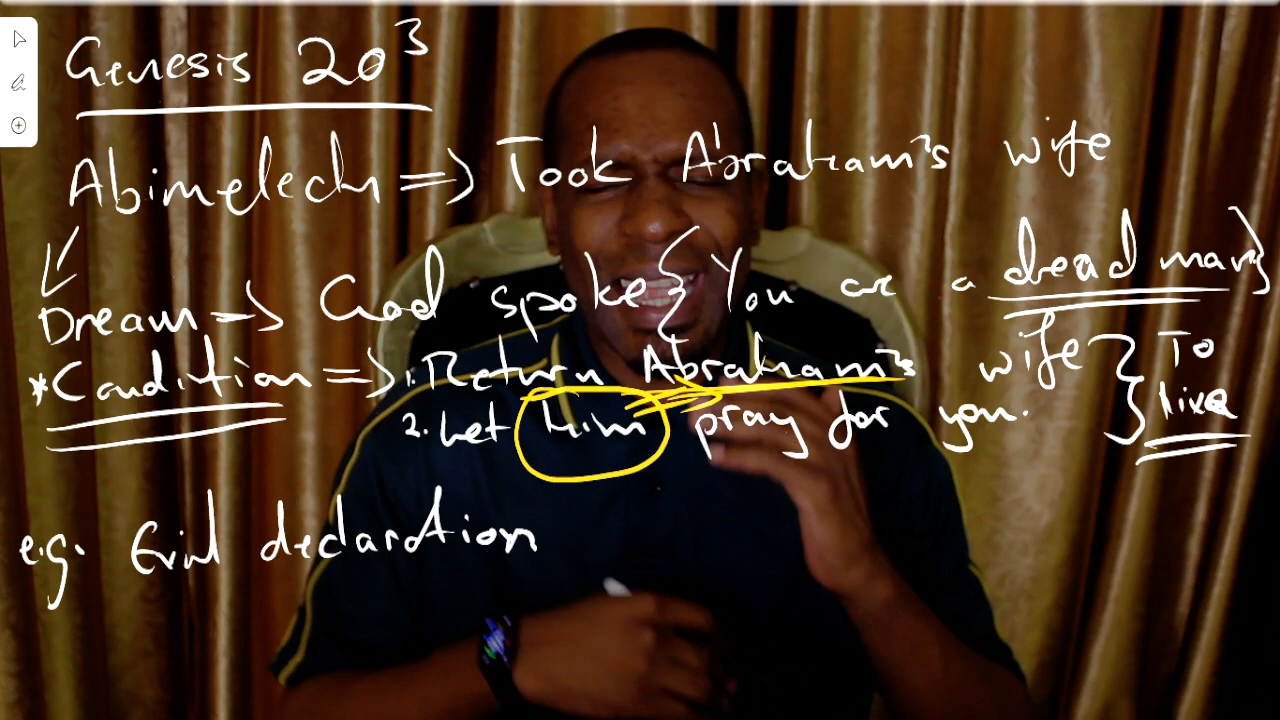 Genesis 20³
Abimelech => Took Abraham's wife
Dream => God spoke { You are a dead man }
*Condition => 1. Return Abraham's wife } To
2. Let him pray for you. } live
e.g. Evil declaration